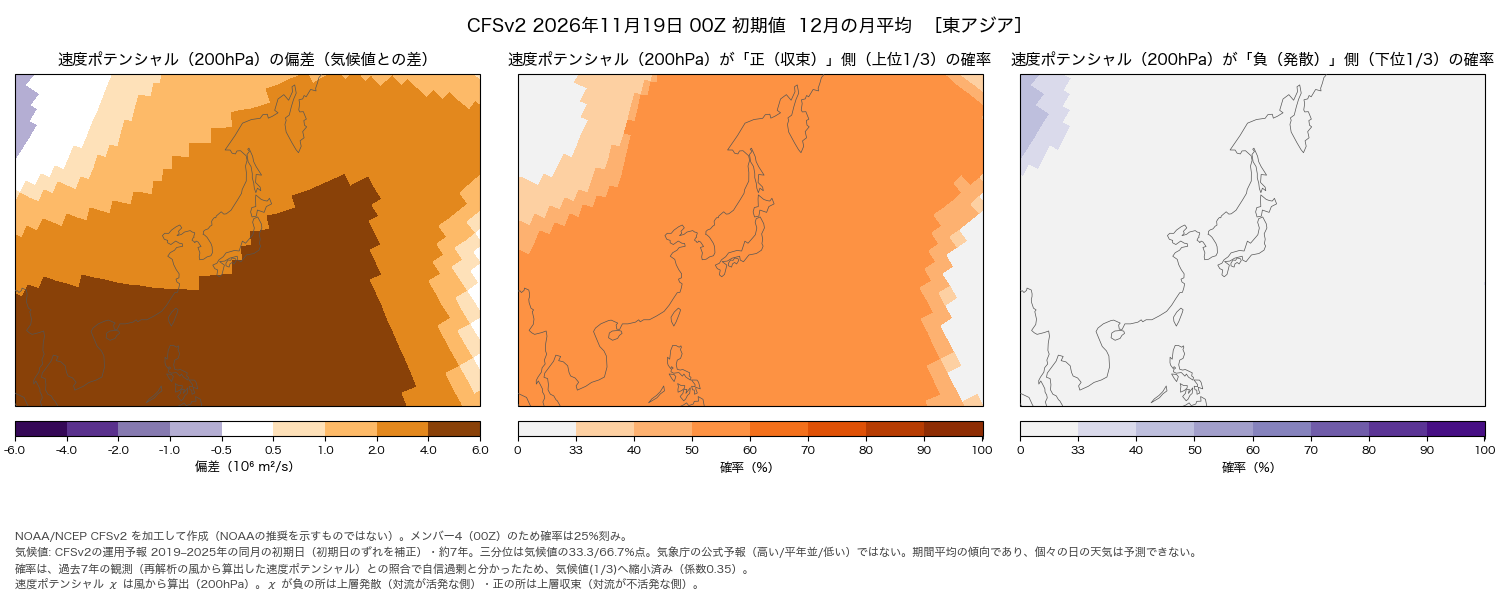 CFSv2 2026年11月19日 00Z 初期値 12月の月平均 ［東アジア］
速度ポテンシャル（200hPa）の偏差（気候値との差）
速度ポテンシャル（200hPa）が「正（収束）」側（上位1/3）の確率
速度ポテンシャル（200hPa）が「負（発散）」側（下位1/3）の確率
-6.0 -4.0 -2.0 -1.0 -0.5 0.5 1.0 2.0 4.0 6.0
偏差（10⁶ m²/s）
0 33 40 50 60 70 80 90 100
確率（%）
0 33 40 50 60 70 80 90 100
確率（%）
NOAA/NCEP CFSv2 を加工して作成（NOAAの推奨を示すものではない）。メンバー4（00Z）のため確率は25%刻み。
気候値: CFSv2の運用予報 2019–2025年の同月の初期日（初期日のずれを補正）・約7年。三分位は気候値の33.3/66.7%点。気象庁の公式予報（高い/平年並/低い）ではない。期間平均の傾向であり、個々の日の天気は予測できない。
確率は、過去7年の観測（再解析の風から算出した速度ポテンシャル）との照合で自信過剰と分かったため、気候値(1/3)へ縮小済み（係数0.35）。
速度ポテンシャル χ は風から算出（200hPa）。χ が負の所は上層発散（対流が活発な側）・正の所は上層収束（対流が不活発な側）。